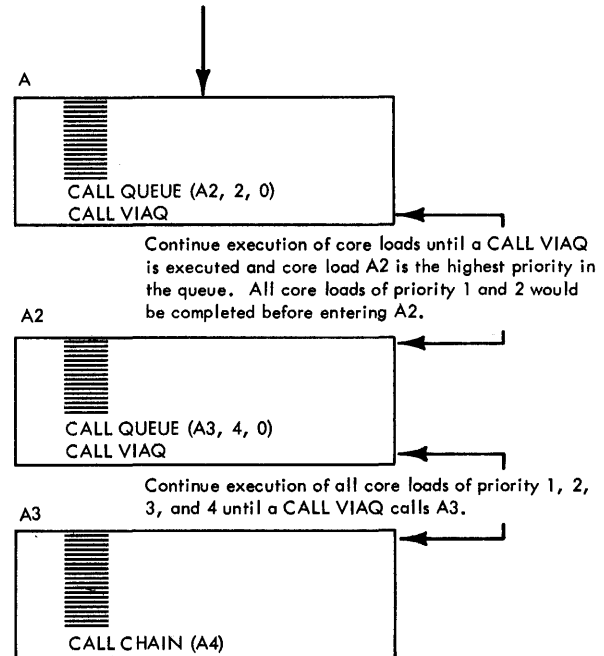 A
CALL QUEUE (A2, 2, 0)
CALL VIAQ
Continue execution of core loads until a CALL VIAQ
is executed and core load A2 is the highest priority in
the queue. All core loads of priority 1 and 2 would
be completed before entering A2.
A2
CALL QUEUE (A3, 4, 0)
CALL VIAQ
Continue execution of all core loads of priority 1, 2,
3, and 4 until a CALL VIAQ calls A3.
A3
CALL CHAIN (A4)